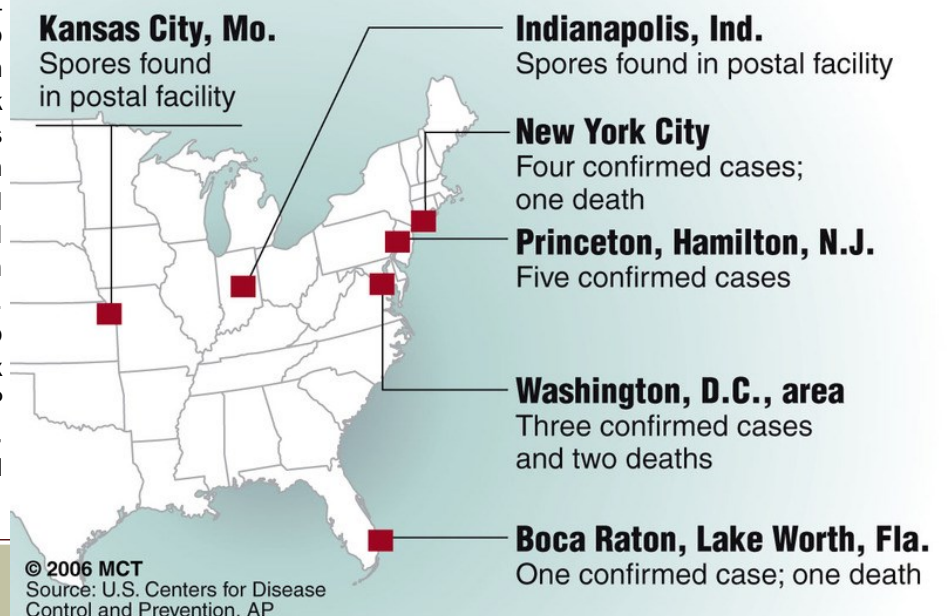 Kansas City, Mo.
Spores found
in postal facility
Indianapolis, Ind.
Spores found in postal facility
New York City
Four confirmed cases;
one death
Princeton, Hamilton, N.J.
Five confirmed cases
Washington, D.C., area
Three confirmed cases
and two deaths
Boca Raton, Lake Worth, Fla.
One confirmed case; one death
© 2006 MCT
Source: U.S. Centers for Disease
Control and Prevention, AP